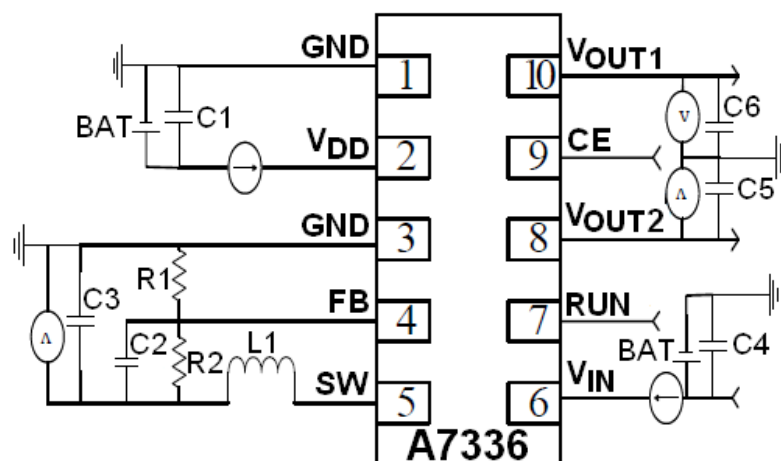 GND
1
10
VOUT1
BAT
C1
V
C6
VDD
2
9
CE
GND
3
8
VOUT2
Λ
C5
R1
C3
FB
4
7
RUN
Λ
C2
R2
L1
BAT
C4
SW
5
6
VIN
A7336